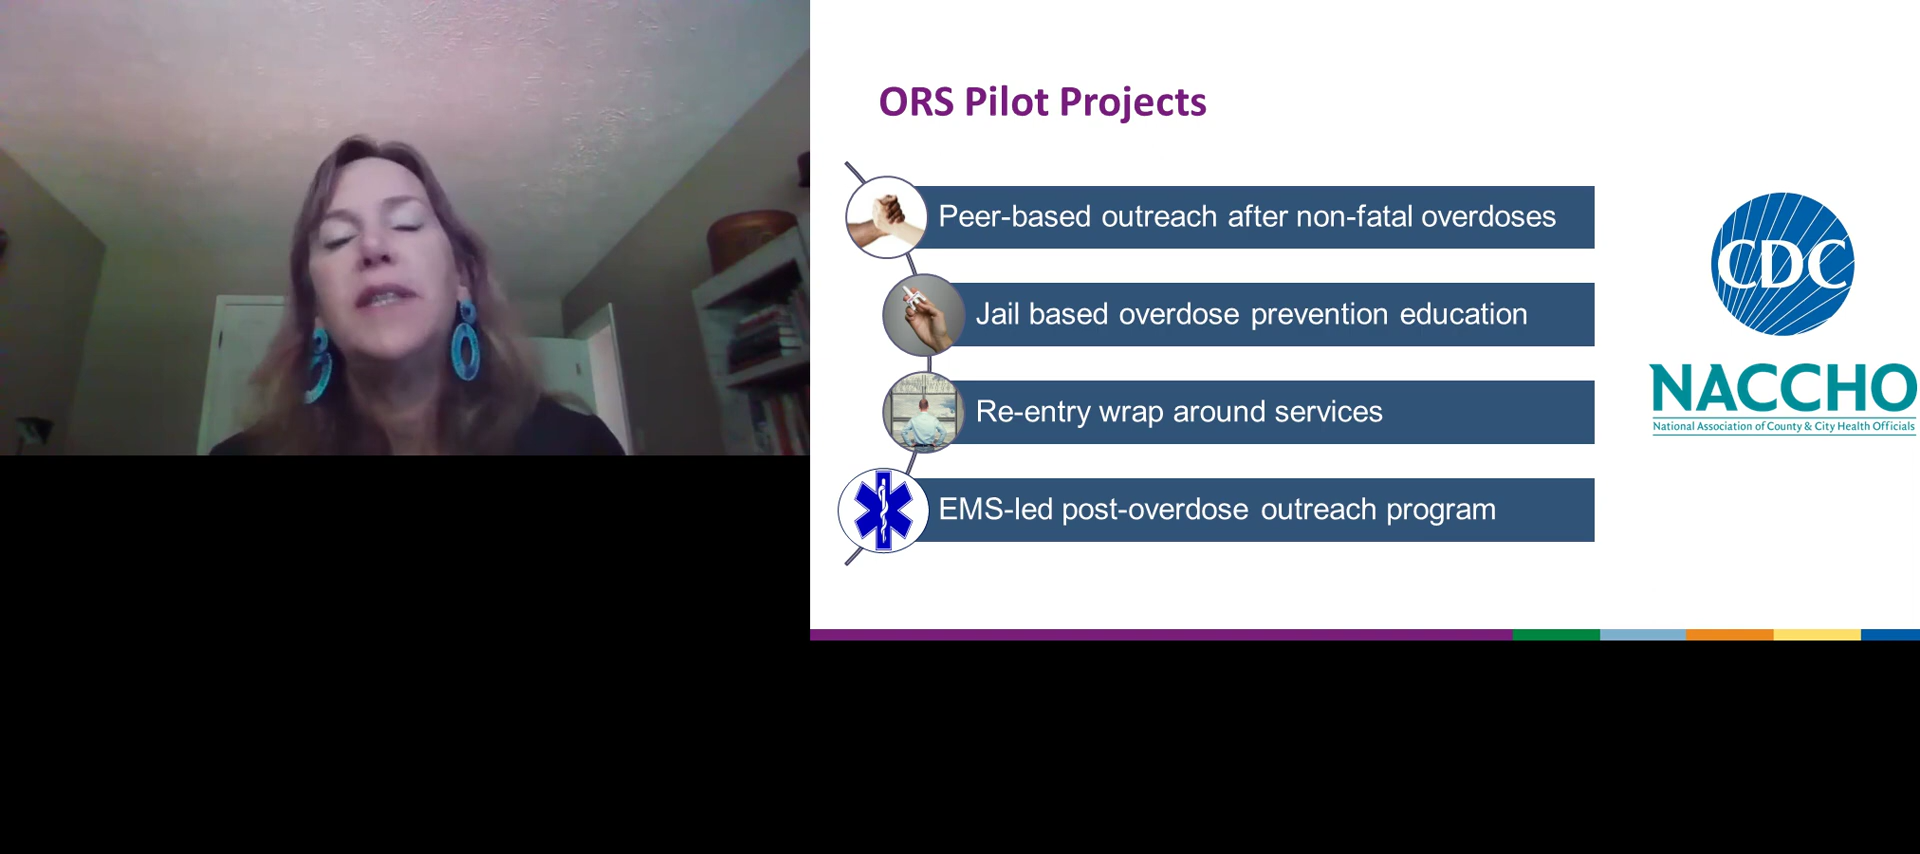 ORS Pilot Projects
Peer-based outreach after non-fatal overdoses
Jail based overdose prevention education
Re-entry wrap around services
EMS-led post-overdose outreach program
CDC
NACCHO
National Association of County & City Health Officials